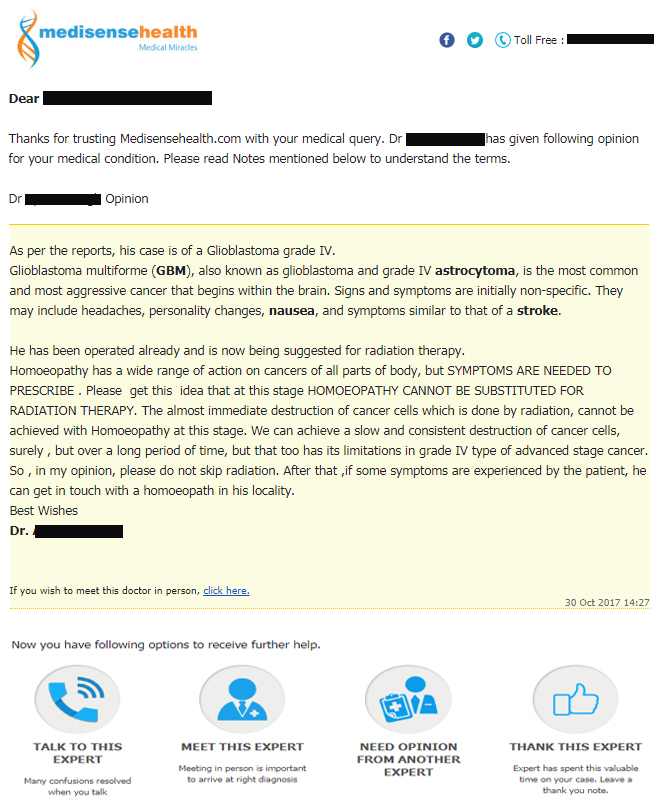 medisensehealth
Medical Miracles
Toll Free :
Dear
Thanks for trusting Medisensehealth.com with your medical query. Dr has given following opinion
for your medical condition. Please read Notes mentioned below to understand the terms.
Dr Opinion
As per the reports, his case is of a Glioblastoma grade IV.
Glioblastoma multiforme (GBM), also known as glioblastoma and grade IV astrocytoma, is the most common
and most aggressive cancer that begins within the brain. Signs and symptoms are initially non-specific. They
may include headaches, personality changes, nausea, and symptoms similar to that of a stroke.
He has been operated already and is now being suggested for radiation therapy.
Homoeopathy has a wide range of action on cancers of all parts of body, but SYMPTOMS ARE NEEDED TO
PRESCRIBE . Please get this idea that at this stage HOMOEOPATHY CANNOT BE SUBSTITUTED FOR
RADIATION THERAPY. The almost immediate destruction of cancer cells which is done by radiation, cannot be
achieved with Homoeopathy at this stage. We can achieve a slow and consistent destruction of cancer cells,
surely , but over a long period of time, but that too has its limitations in grade IV type of advanced stage cancer.
So , in my opinion, please do not skip radiation. After that ,if some symptoms are experienced by the patient, he
can get in touch with a homoeopath in his locality.
Best Wishes
Dr.
If you wish to meet this doctor in person, click here.
30 Oct 2017 14:27
Now you have following options to receive further help.
TALK TO THIS
EXPERT
Many confusions resolved
when you talk
MEET THIS EXPERT
Meeting in person is important
to arrive at right diagnosis
NEED OPINION
FROM ANOTHER
EXPERT
THANK THIS EXPERT
Expert has spent this valuable
time on your case. Leave a
thank you note.